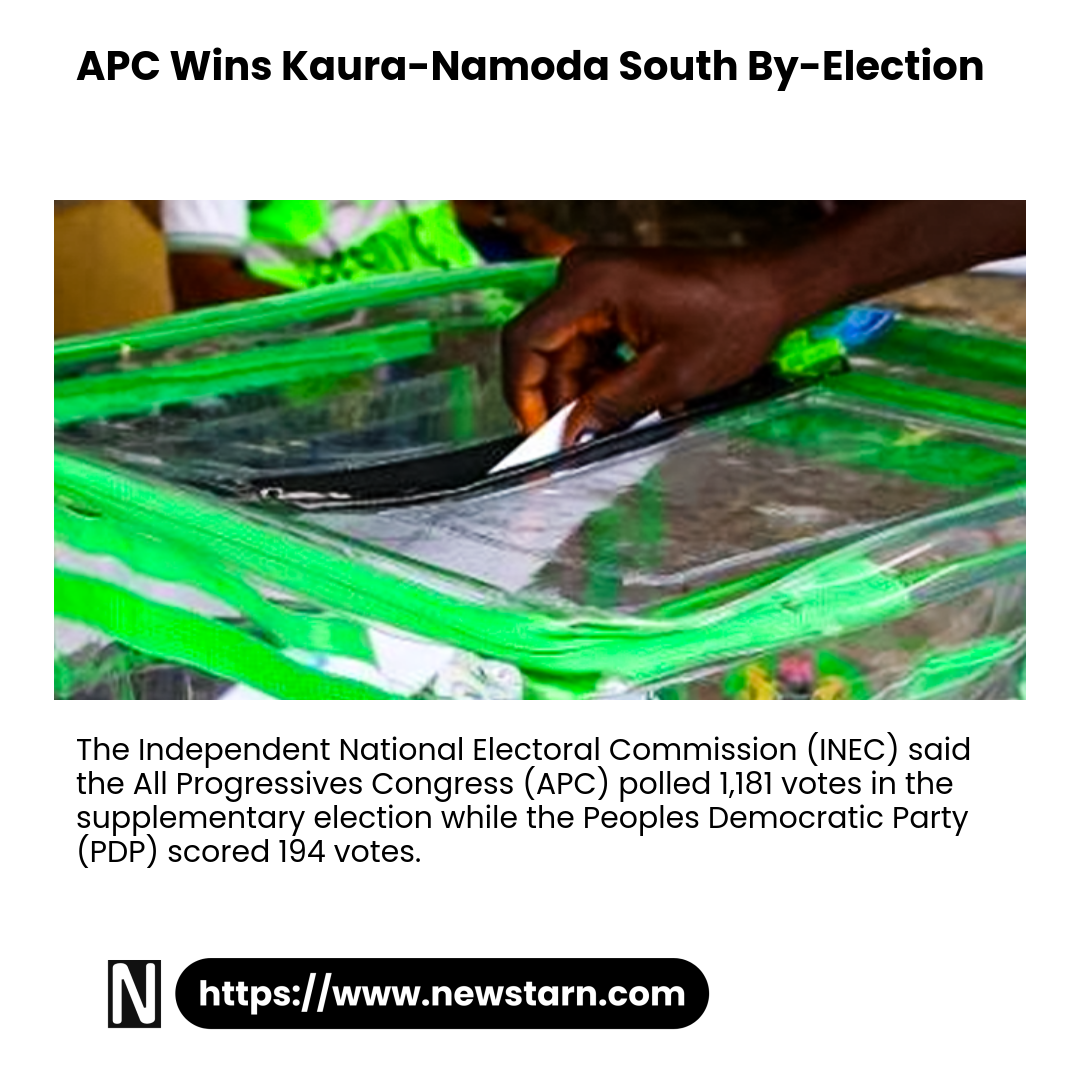 APC Wins Kaura-Namoda South By-Election
The Independent National Electoral Commission (INEC) said
the All Progressives Congress (APC) polled 1,181 votes in the
supplementary election while the Peoples Democratic Party
(PDP) scored 194 votes.
N https://www.newstarn.com